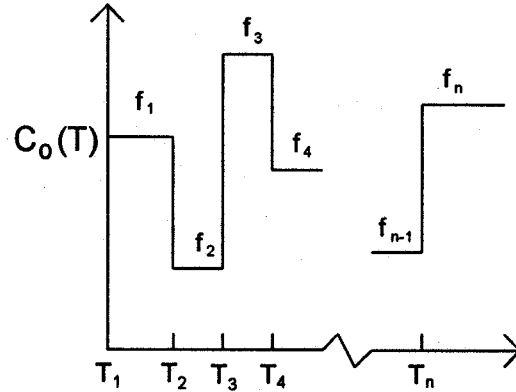 f₃
f₁
fₙ
C₀(T)
f₄
f₂
fₙ₋₁
T₁ T₂ T₃ T₄ Tₙ